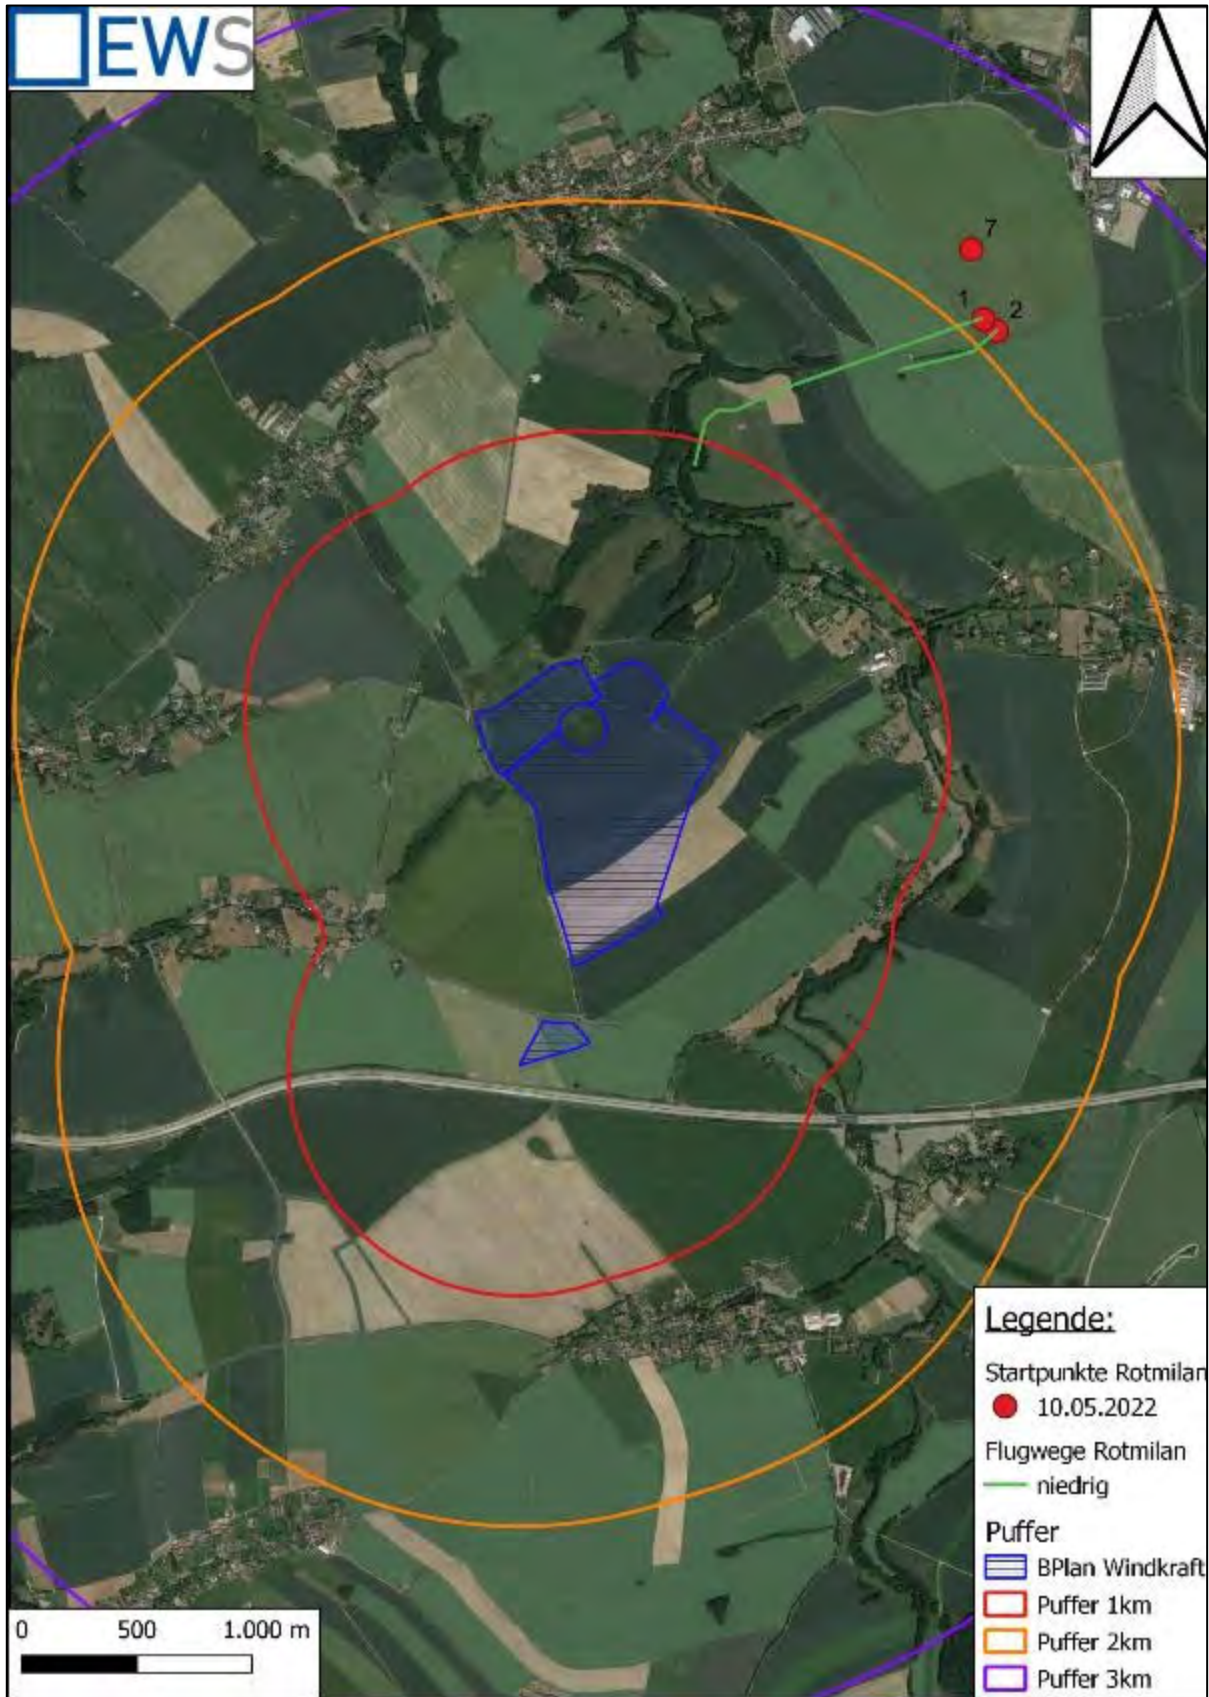 EWS
7
1
2
Legende:
Startpunkte Rotmilan
10.05.2022
Flugwege Rotmilan
niedrig
Puffer
BPlan Windkraft
Puffer 1km
Puffer 2km
Puffer 3km
0 500 1.000 m